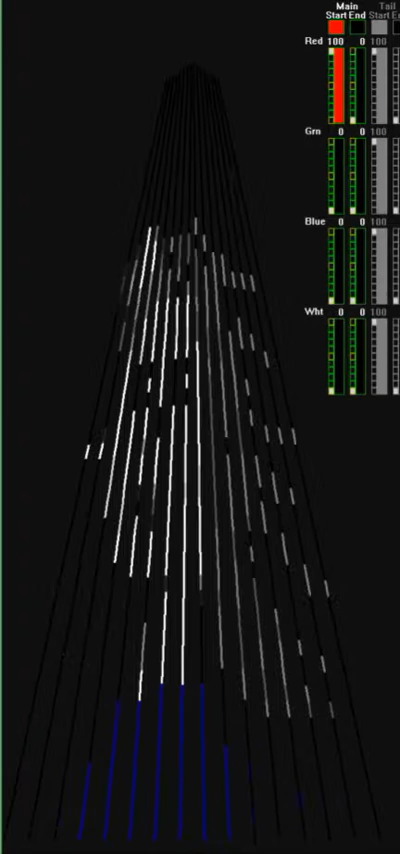 Main Tail
Start End Start E
Red 100 0 100
Grn 0 0 100
Blue 0 0 100
Wht 0 0 100